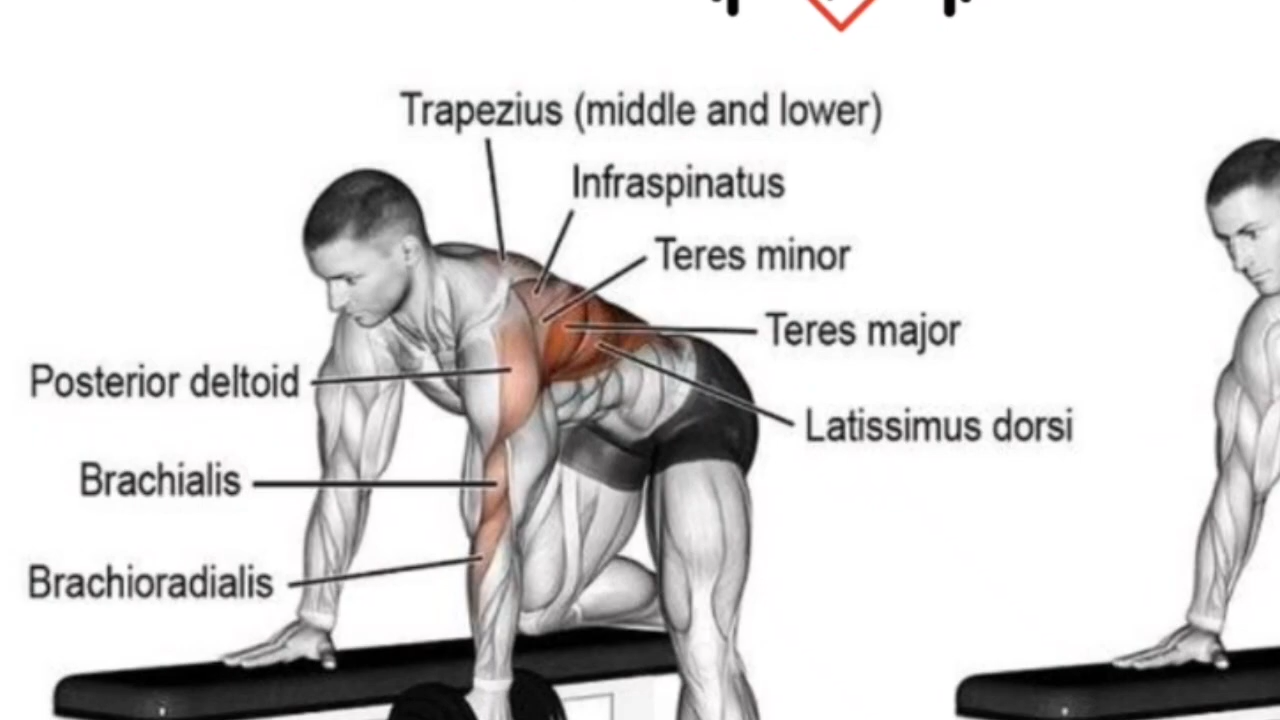 Trapezius (middle and lower)
Infraspinatus
Teres minor
Teres major
Posterior deltoid
Latissimus dorsi
Brachialis
Brachioradialis